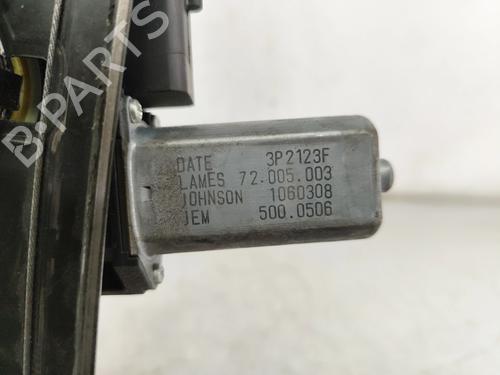 B-PARTS
DATE 3P2123F
LAMES 72.005.003
JOHNSON 1060308
JEM 500.0506